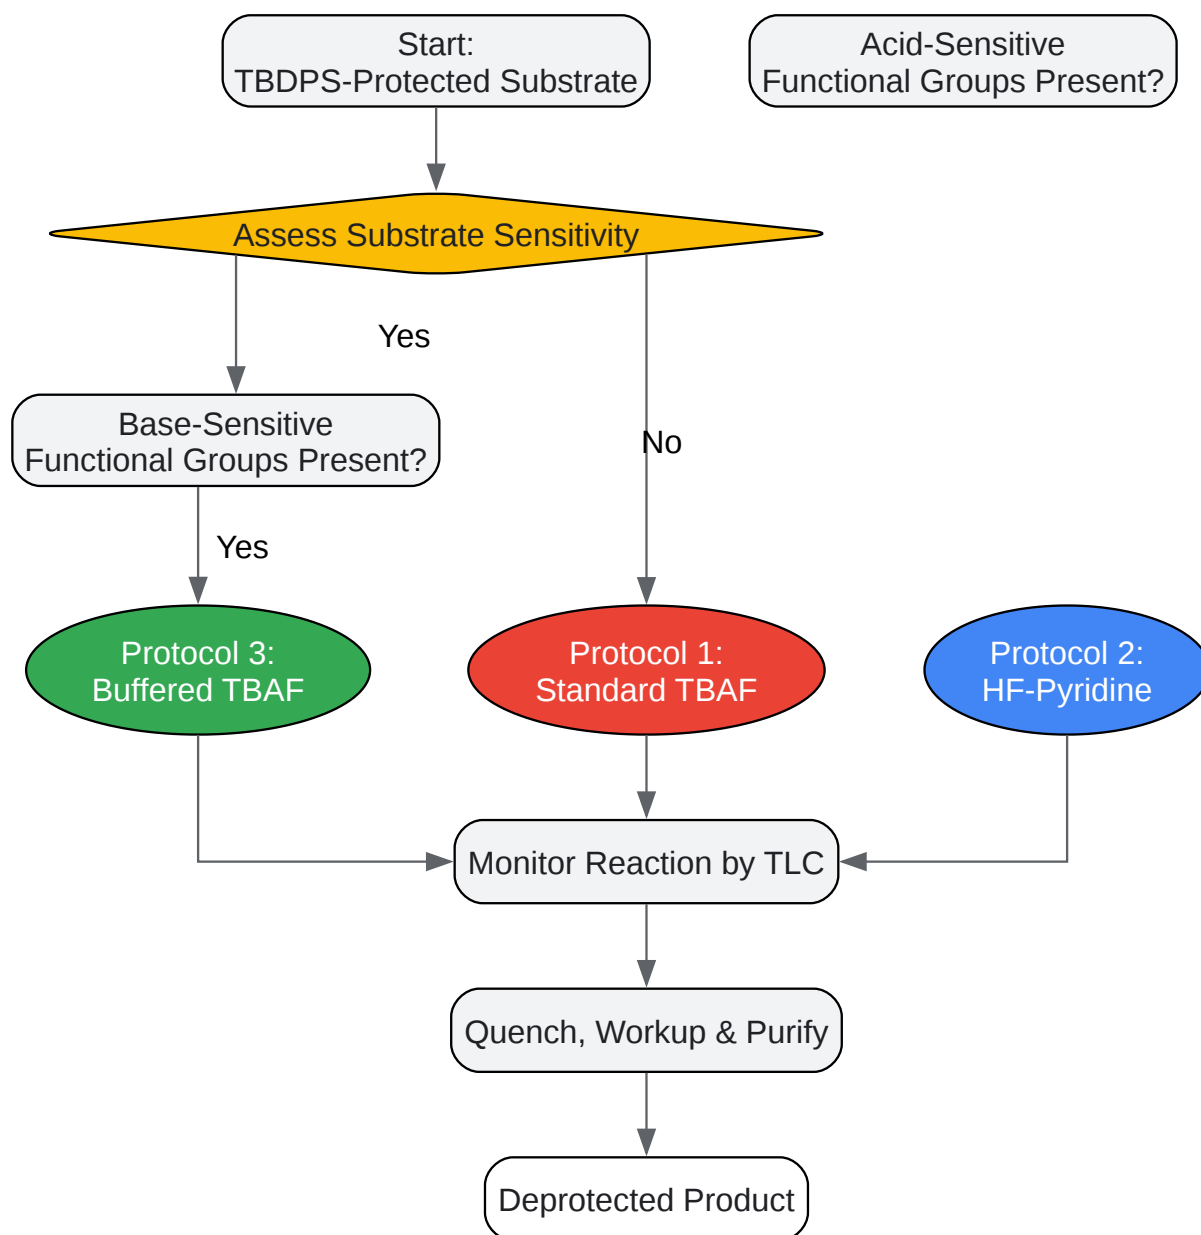 Start:
TBDPS-Protected Substrate
Acid-Sensitive
Functional Groups Present?
Assess Substrate Sensitivity
Yes
Base-Sensitive
Functional Groups Present?
No
Yes
Protocol 3:
Buffered TBAF
Protocol 1:
Standard TBAF
Protocol 2:
HF-Pyridine
Monitor Reaction by TLC
Quench, Workup & Purify
Deprotected Product